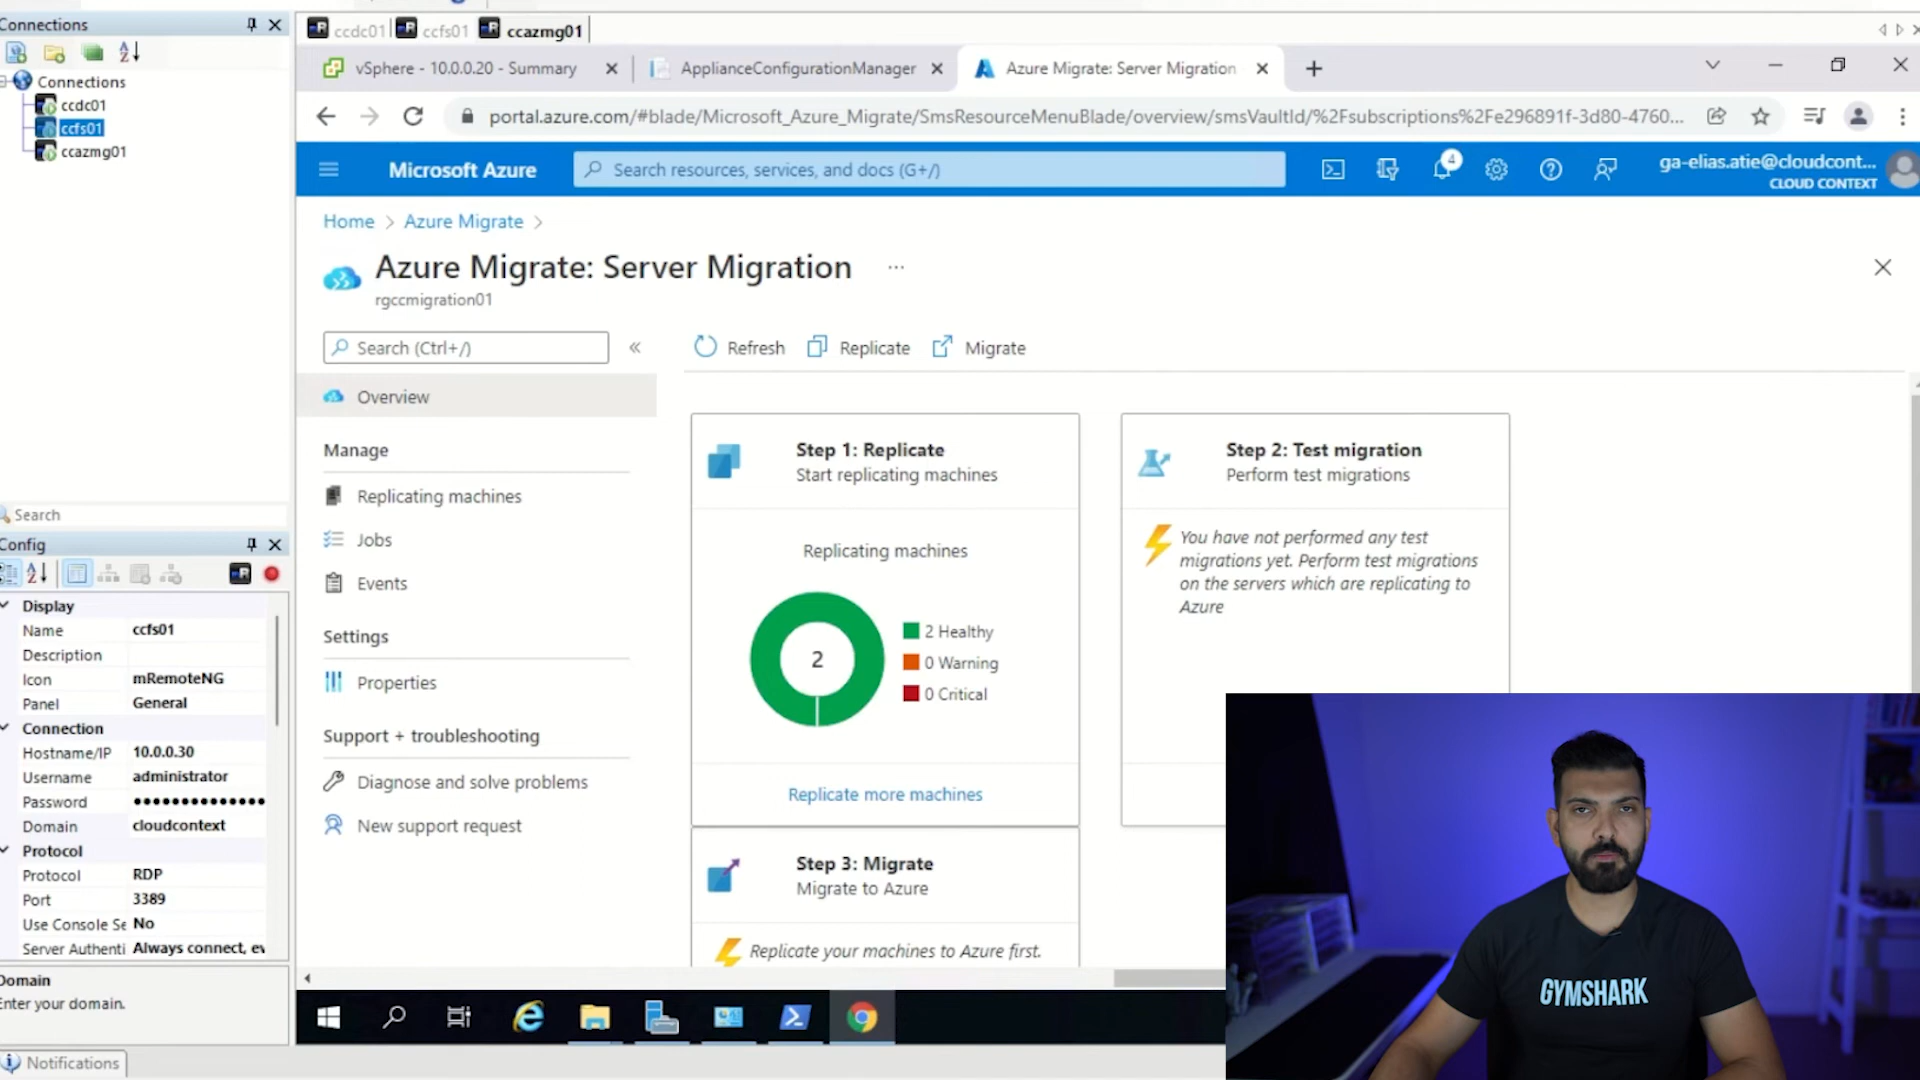 Connections
ccdc01
ccfs01
ccazmg01
Connections
ccdc01
ccfs01
ccazmg01
Search
Config
Display
Name ccfs01
Description
Icon mRemoteNG
Panel General
Connection
Hostname/IP 10.0.0.30
Username administrator
Password ●●●●●●●●●●●●●●
Domain cloudcontext
Protocol
Protocol RDP
Port 3389
Use Console Se No
Server Authenti Always connect, ev
Domain
Enter your domain.
Notifications
vSphere - 10.0.0.20 - Summary
ApplianceConfigurationManager
Azure Migrate: Server Migration
portal.azure.com/#blade/Microsoft_Azure_Migrate/SmsResourceMenuBlade/overview/smsVaultId/%2Fsubscriptions%2Fe296891f-3d80-4760...
Microsoft Azure
Search resources, services, and docs (G+/)
4
ga-elias.atie@cloudcont...
CLOUD CONTEXT
Home > Azure Migrate >
Azure Migrate: Server Migration ...
rgccmigration01
Search (Ctrl+/)
«
Refresh
Replicate
Migrate
Overview
Manage
Replicating machines
Jobs
Events
Settings
Properties
Support + troubleshooting
Diagnose and solve problems
New support request
Step 1: Replicate
Start replicating machines
Replicating machines
2
2 Healthy
0 Warning
0 Critical
Replicate more machines
Step 2: Test migration
Perform test migrations
You have not performed any test
migrations yet. Perform test migrations
on the servers which are replicating to
Azure
Step 3: Migrate
Migrate to Azure
Replicate your machines to Azure first.
GYMSHARK